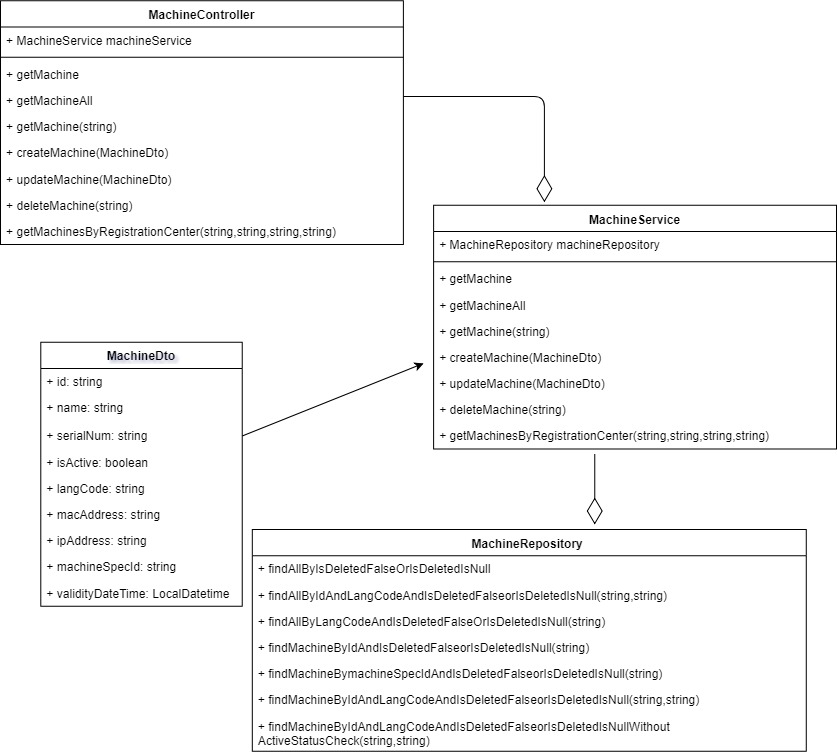 MachineController
+ MachineService machineService
+ getMachine
+ getMachineAll
+ getMachine(string)
+ createMachine(MachineDto)
+ updateMachine(MachineDto)
+ deleteMachine(string)
+ getMachinesByRegistrationCenter(string,string,string,string)
MachineService
+ MachineRepository machineRepository
+ getMachine
+ getMachineAll
+ getMachine(string)
+ createMachine(MachineDto)
+ updateMachine(MachineDto)
+ deleteMachine(string)
+ getMachinesByRegistrationCenter(string,string,string,string)
MachineDto
+ id: string
+ name: string
+ serialNum: string
+ isActive: boolean
+ langCode: string
+ macAddress: string
+ ipAddress: string
+ machineSpecId: string
+ validityDateTime: LocalDatetime
MachineRepository
+ findAllByIsDeletedFalseOrIsDeletedIsNull
+ findAllByIdAndLangCodeAndIsDeletedFalseorIsDeletedIsNull(string,string)
+ findAllByLangCodeAndIsDeletedFalseOrIsDeletedIsNull(string)
+ findMachineByIdAndIsDeletedFalseorIsDeletedIsNull(string)
+ findMachineBymachineSpecIdAndIsDeletedFalseorIsDeletedIsNull(string)
+ findMachineByIdAndLangCodeAndIsDeletedFalseorIsDeletedIsNull(string,string)
+ findMachineByIdAndLangCodeAndIsDeletedFalseorIsDeletedIsNullWithout
ActiveStatusCheck(string,string)